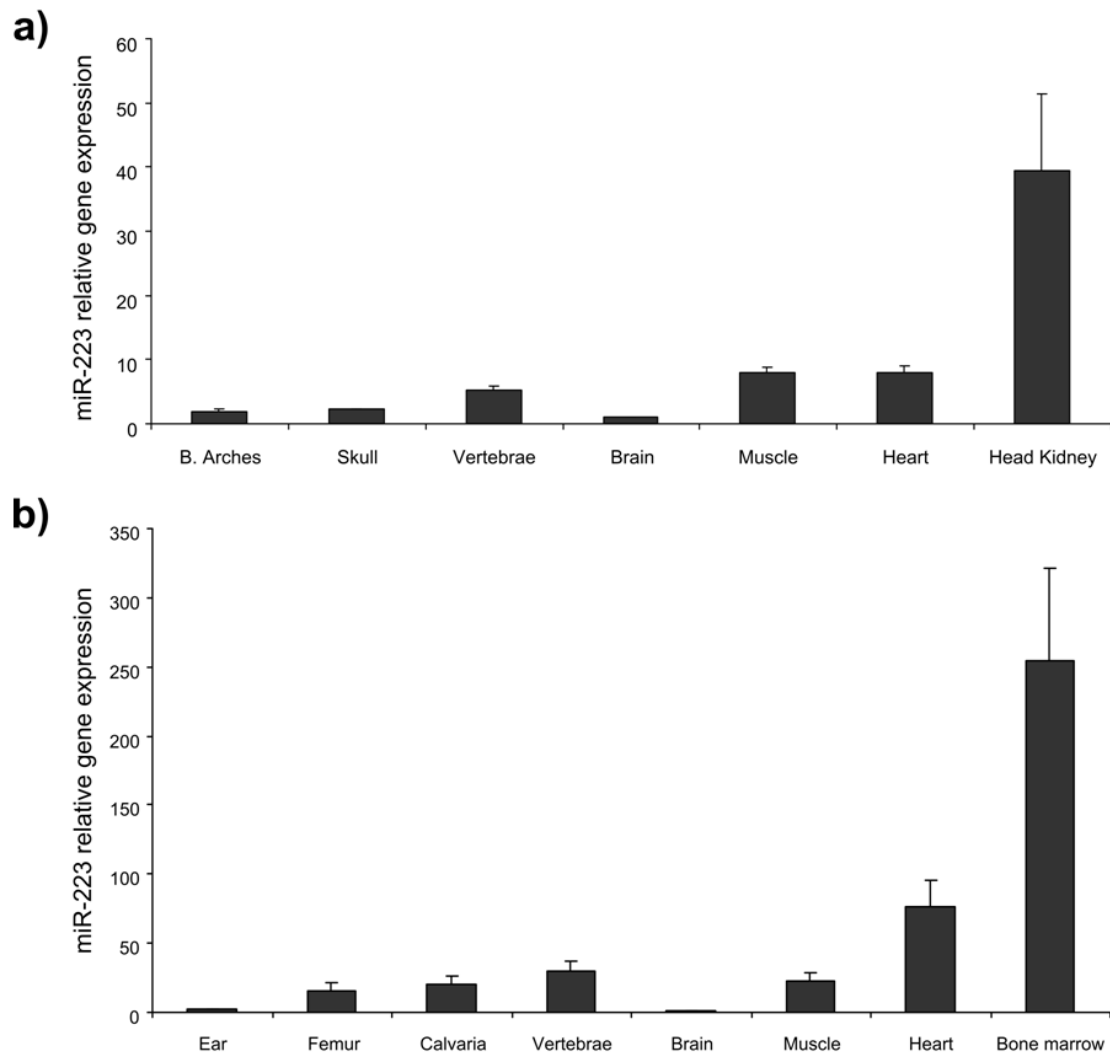 a)
miR-223 relative gene expression
60
50
40
30
20
10
0
B. Arches Skull Vertebrae Brain Muscle Heart Head Kidney
b)
miR-223 relative gene expression
350
300
250
200
150
100
50
0
Ear Femur Calvaria Vertebrae Brain Muscle Heart Bone marrow